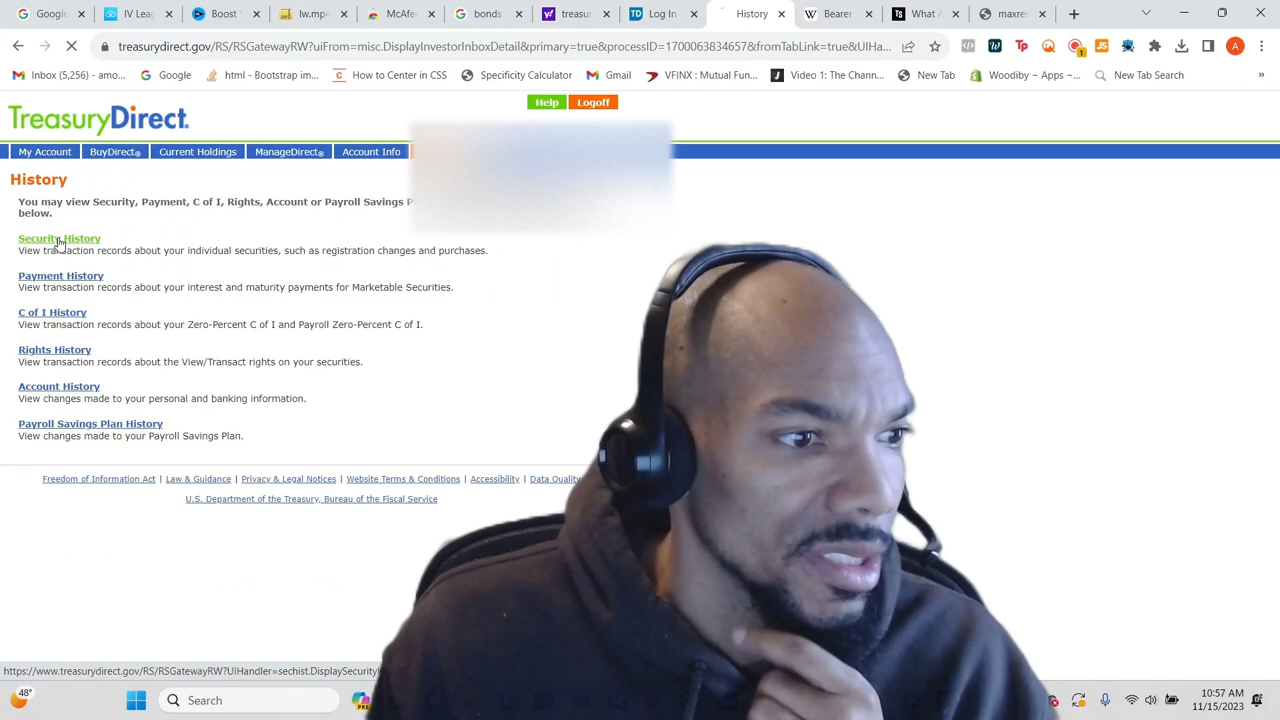 IV Leag
Boost
lw.mp4
McAfe
bonds
treasur
Log In
History
Bearer
What A
maxres
treasurydirect.gov/RS/RSGatewayRW?UIFrom=misc.DisplayInvestorInboxDetail&primary=true&processID=1700063834657&fromTabLink=true&UIHa...
Inbox (5,256) - amo...
Google
html - Bootstrap im...
How to Center in CSS
Specificity Calculator
Gmail
VFINX : Mutual Fun...
Video 1: The Chann...
New Tab
Woodiby ~ Apps ~...
New Tab Search
»
Help
Logoff
TreasuryDirect.
My Account
BuyDirect®
Current Holdings
ManageDirect®
Account Info
History
You may view Security, Payment, C of I, Rights, Account or Payroll Savings P
below.
Security History
View transaction records about your individual securities, such as registration changes and purchases.
Payment History
View transaction records about your interest and maturity payments for Marketable Securities.
C of I History
View transaction records about your Zero-Percent C of I and Payroll Zero-Percent C of I.
Rights History
View transaction records about the View/Transact rights on your securities.
Account History
View changes made to your personal and banking information.
Payroll Savings Plan History
View changes made to your Payroll Savings Plan.
Freedom of Information Act | Law & Guidance | Privacy & Legal Notices | Website Terms & Conditions | Accessibility | Data Quality
U.S. Department of the Treasury, Bureau of the Fiscal Service
https://www.treasurydirect.gov/RS/RSGatewayRW?UIHandler=sechist.DisplaySecurityH
48°
Search
10:57 AM
11/15/2023